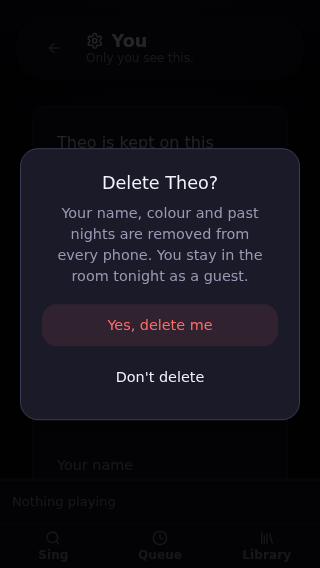 You
Only you see this.
Theo is kept on this
Delete Theo?
Your name, colour and past
nights are removed from
every phone. You stay in the
room tonight as a guest.
Yes, delete me
Don't delete
Your name
Nothing playing
Sing
Queue
Library